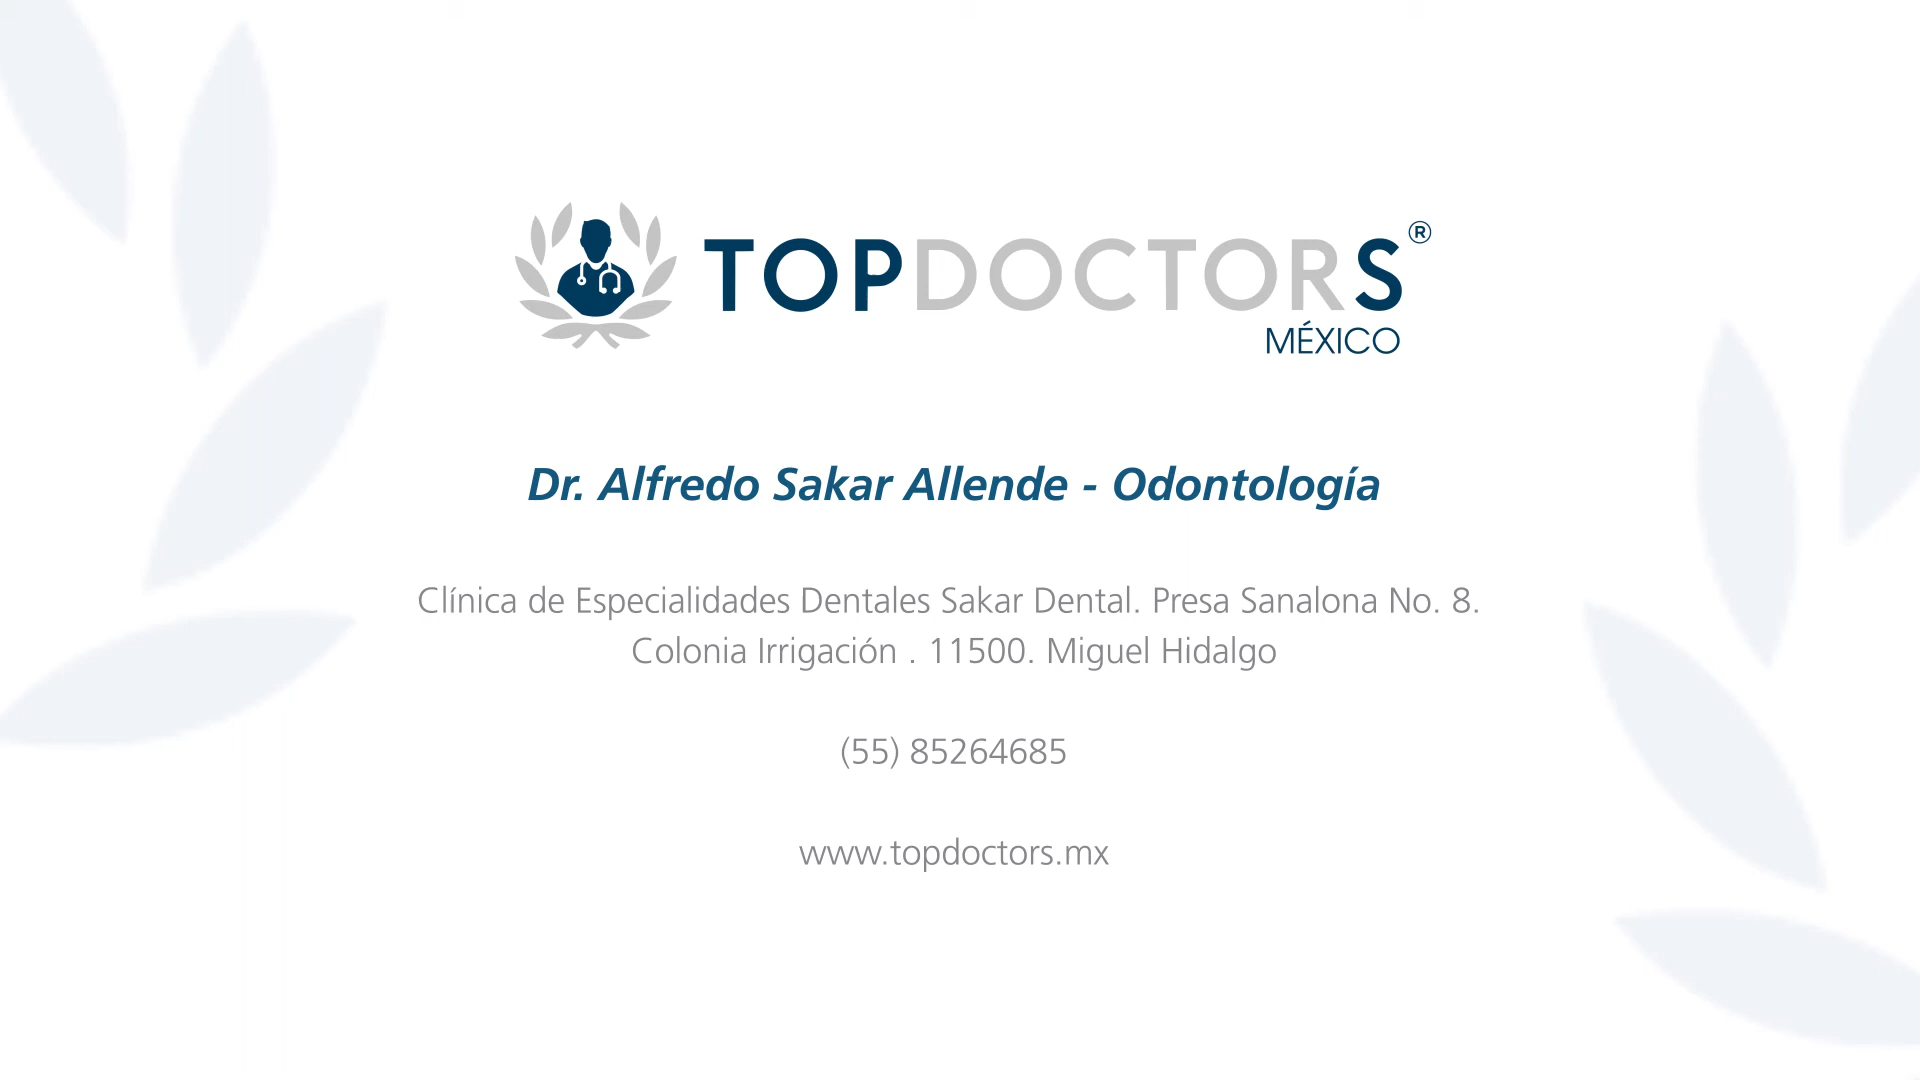 TOPDOCTORS®
MÉXICO
Dr. Alfredo Sakar Allende - Odontología
Clínica de Especialidades Dentales Sakar Dental. Presa Sanalona No. 8.
Colonia Irrigación . 11500. Miguel Hidalgo
(55) 85264685
www.topdoctors.mx